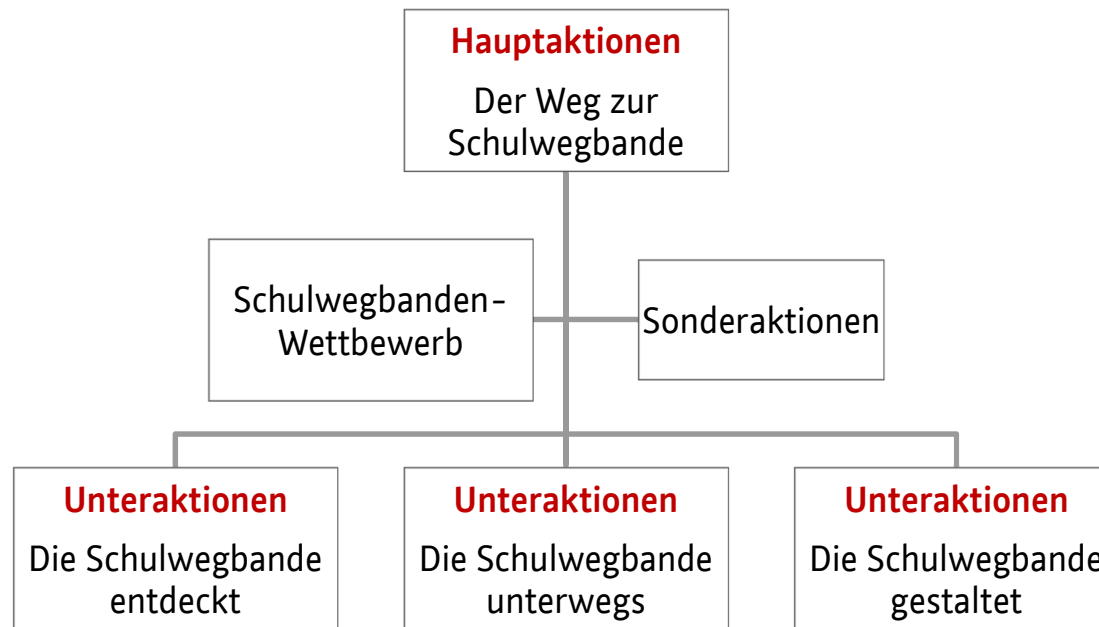 Hauptaktionen
Der Weg zur
Schulwegbande
Schulwegbanden-
Wettbewerb
Sonderaktionen
Unteraktionen
Die Schulwegbande
entdeckt
Unteraktionen
Die Schulwegbande
unterwegs
Unteraktionen
Die Schulwegbande
gestaltet